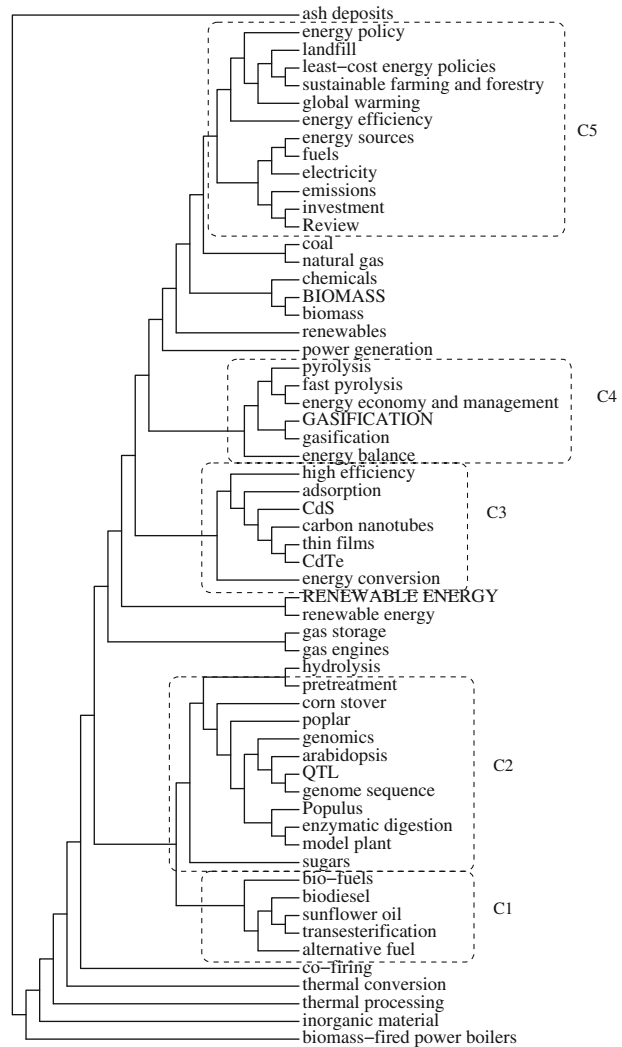 ash deposits
energy policy
landfill
least−cost energy policies
sustainable farming and forestry
global warming
energy efficiency
C5
energy sources
fuels
electricity
emissions
investment
Review
coal
natural gas
chemicals
BIOMASS
biomass
renewables
power generation
pyrolysis
fast pyrolysis
C4
energy economy and management
GASIFICATION
gasification
energy balance
high efficiency
adsorption
CdS
C3
carbon nanotubes
thin films
CdTe
energy conversion
RENEWABLE ENERGY
renewable energy
gas storage
gas engines
hydrolysis
pretreatment
corn stover
poplar
genomics
arabidopsis
C2
QTL
genome sequence
Populus
enzymatic digestion
model plant
sugars
bio−fuels
biodiesel
C1
sunflower oil
transesterification
alternative fuel
co−firing
thermal conversion
thermal processing
inorganic material
biomass−fired power boilers